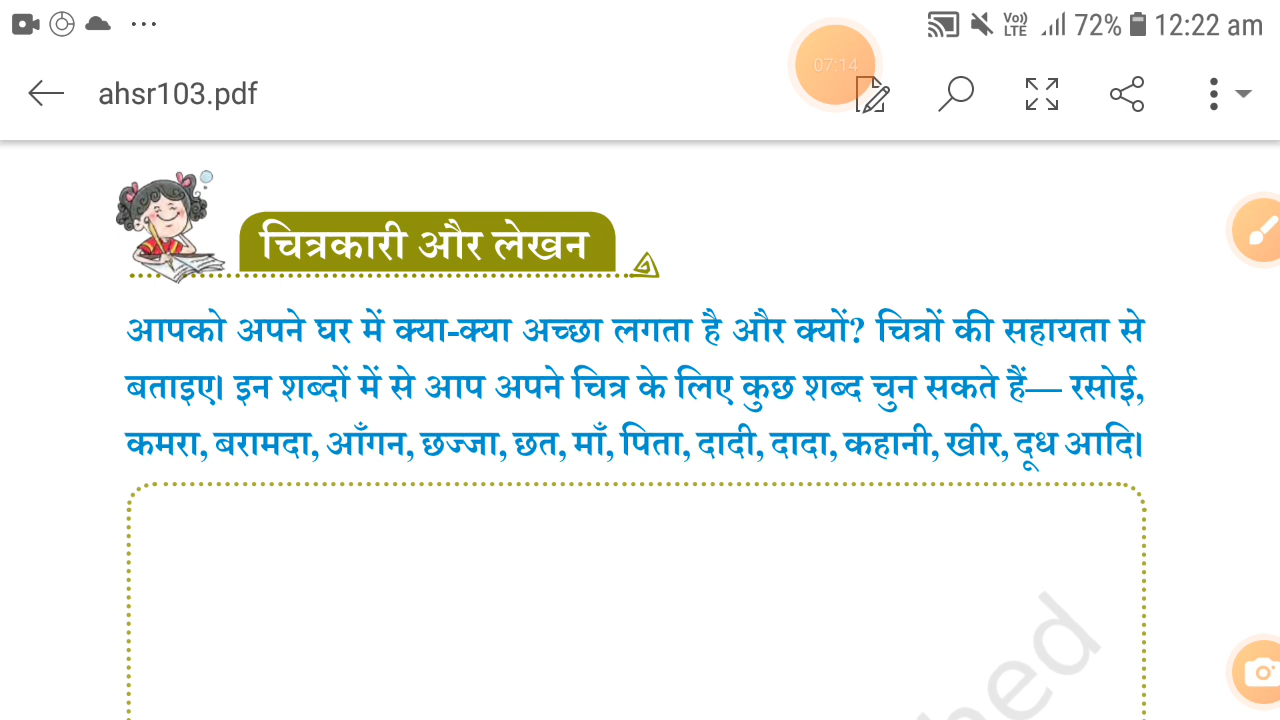 72% 12:22 am
07:14
ahsr103.pdf
चित्रकारी और लेखन
आपको अपने घर में क्या-क्या अच्छा लगता है और क्यों? चित्रों की सहायता से
बताइए। इन शब्दों में से आप अपने चित्र के लिए कुछ शब्द चुन सकते हैं— रसोई,
कमरा, बरामदा, आँगन, छज्जा, छत, माँ, पिता, दादी, दादा, कहानी, खीर, दूध आदि।